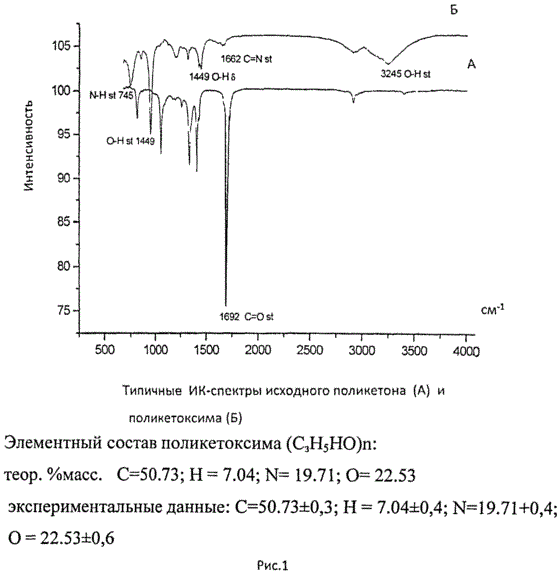 Б
А
Интенсивность
105
100
95
90
85
80
75
1662 C=N st
1449 O-H δ
3245 O-H st
N-H st 745
O-H st 1449
1692 C=O st
см⁻¹
500 1000 1500 2000 2500 3000 3500 4000
Типичные ИК-спектры исходного поликетона (А) и
поликетоксима (Б)
Элементный состав поликетоксима (C₃H₅HO)n:
теор. %масс. C=50.73; H = 7.04; N= 19.71; O= 22.53
экспериментальные данные: C=50.73±0,3; H = 7.04±0,4; N=19.71+0,4;
O = 22.53±0,6
Рис.1